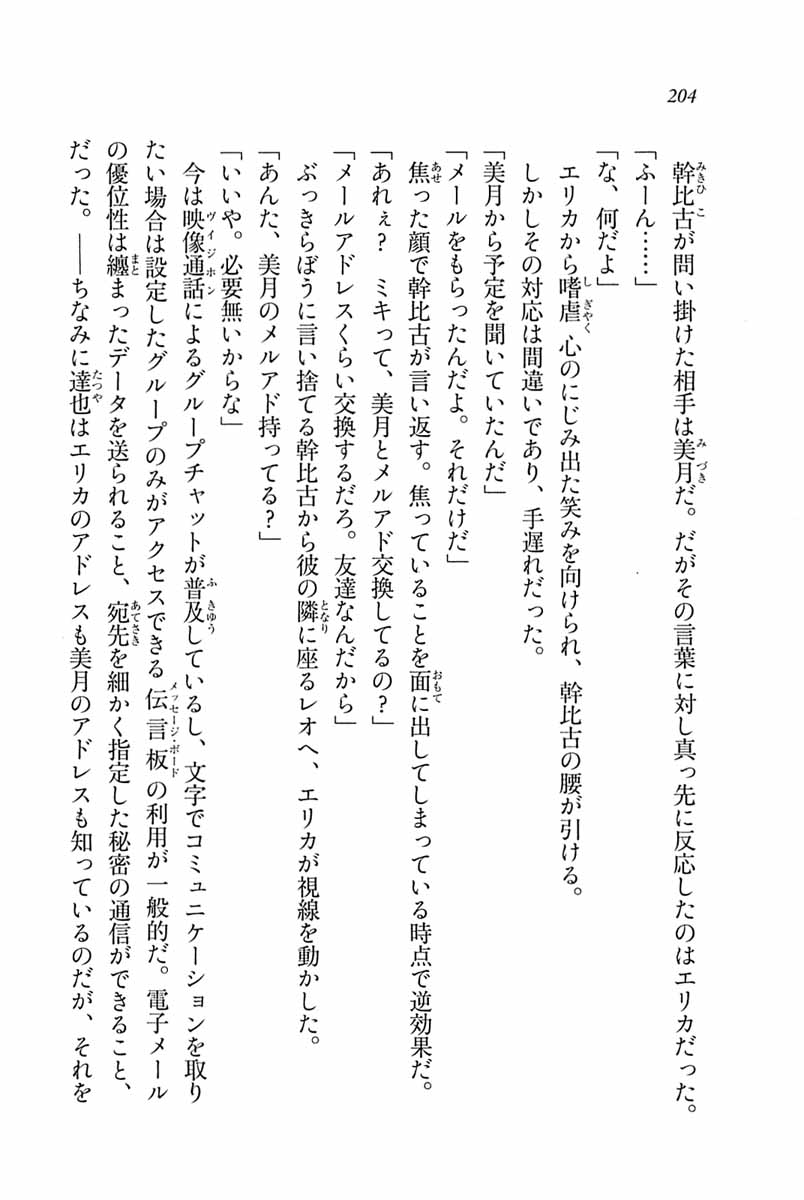 204
幹比古が問い掛けた相手は美月だ。だがその言葉に対し真っ先に反応したのはエリカだった。
「ふーん……」
「な、何だよ」
エリカから嗜虐心のにじみ出た笑みを向けられ、幹比古の腰が引ける。
しかしその対応は間違いであり、手遅れだった。
「美月から予定を聞いていたんだ」
「メールをもらったんだよ。それだけだ」
焦った顔で幹比古が言い返す。焦っていることを面に出してしまっている時点で逆効果だ。
「あれぇ？　ミキって、美月とメルアド交換してるの？」
「メールアドレスくらい交換するだろ。友達なんだから」
ぶっきらぼうに言い捨てる幹比古から彼の隣に座るレオへ、エリカが視線を動かした。
「あんた、美月のメルアド持ってる？」
「いいや。必要無いからな」
今は映像通話によるグループチャットが普及しているし、文字でコミュニケーションを取り
たい場合は設定したグループのみがアクセスできる伝言板の利用が一般的だ。電子メール
の優位性は纏まったデータを送られること、宛先を細かく指定した秘密の通信ができること、
だった。――ちなみに達也はエリカのアドレスも美月のアドレスも知っているのだが、それを